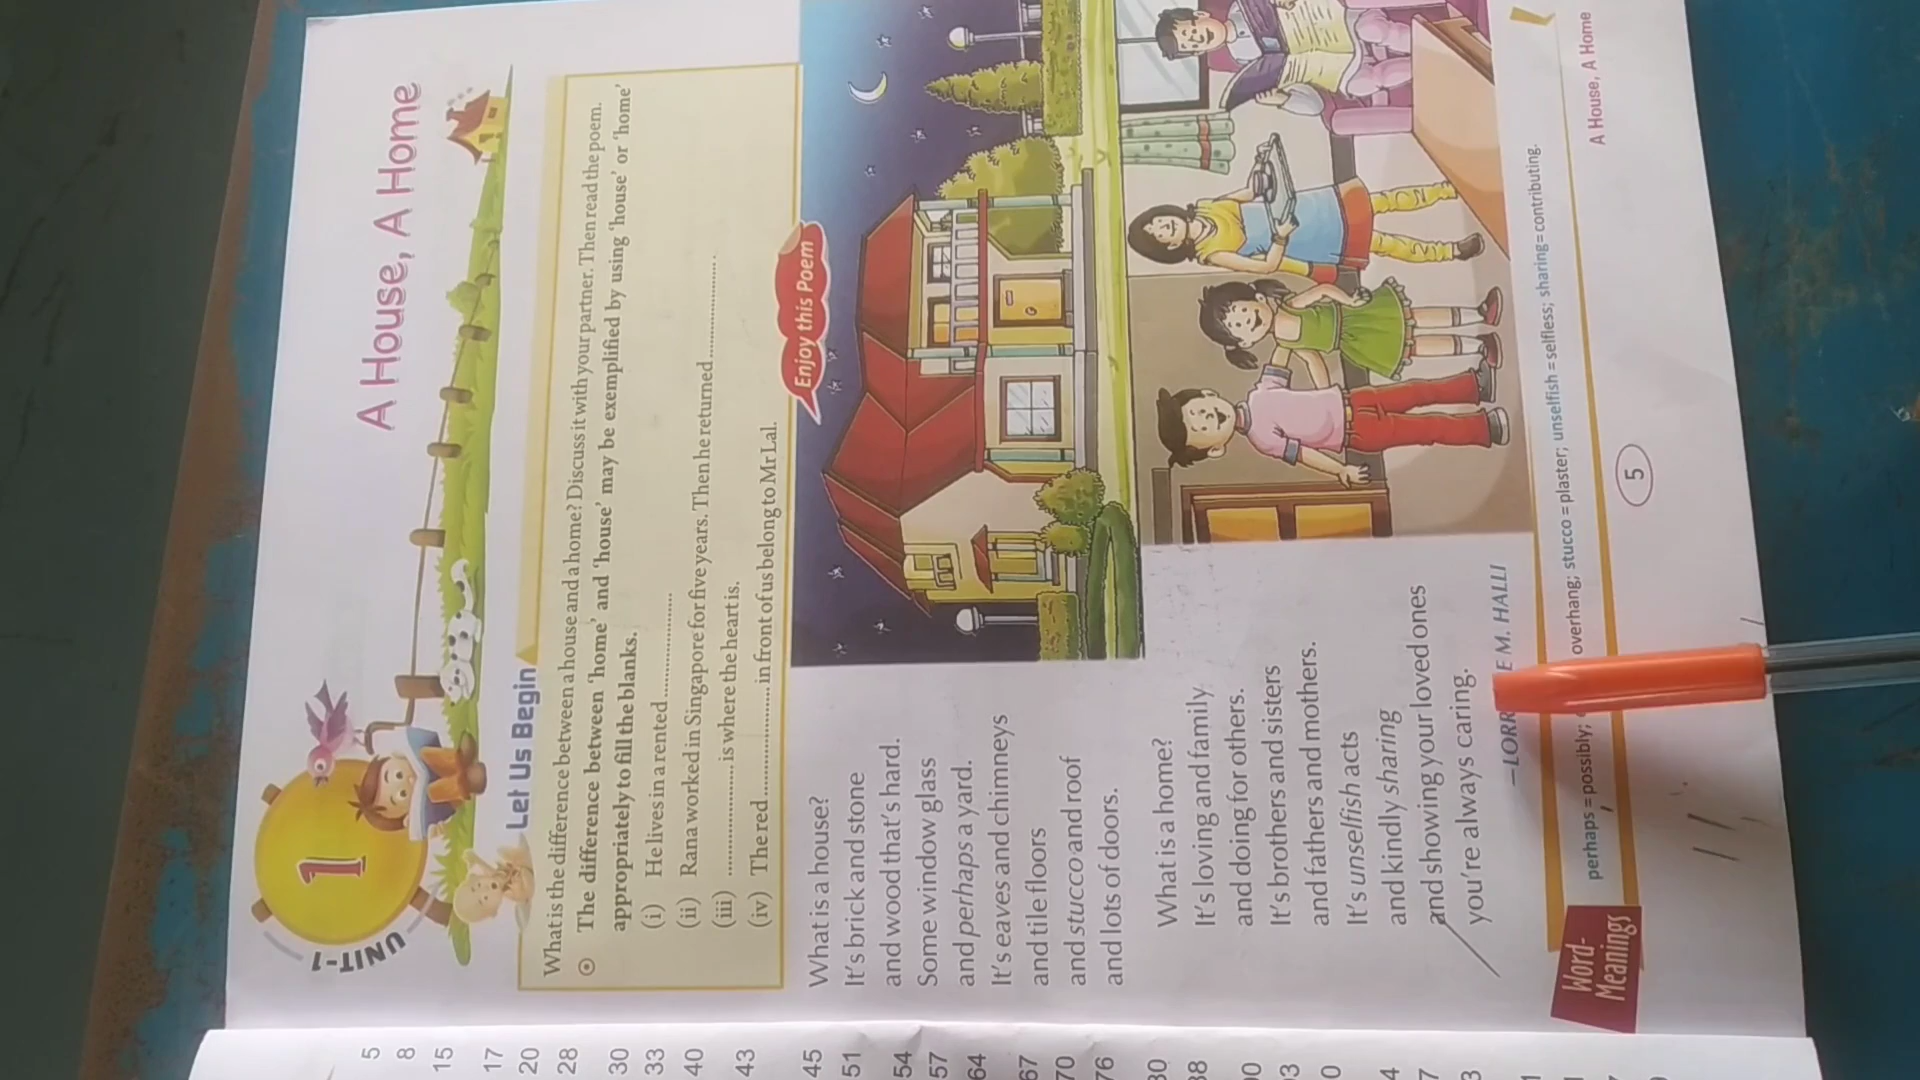 UNIT-1
1
A House, A Home
Let Us Begin
What is the difference between a house and a home? Discuss it with your partner. Then read the poem.
The difference between 'home' and 'house' may be exemplified by using 'house' or 'home'
appropriately to fill the blanks.
(i) He lives in a rented ....................
(ii) Rana worked in Singapore for five years. Then he returned ....................
(iii) .................... is where the heart is.
(iv) The red .................... in front of us belong to Mr Lal.
Enjoy this Poem
What is a house?
It's brick and stone
and wood that's hard.
Some window glass
and perhaps a yard.
It's eaves and chimneys
and tile floors
and stucco and roof
and lots of doors.
What is a home?
It's loving and family
and doing for others.
It's brothers and sisters
and fathers and mothers.
It's unselfish acts
and kindly sharing
and showing your loved ones
you're always caring.
E M. HALLI
Word-
Meanings
perhaps = possibly; overhang; stucco = plaster; unselfish = selfless; sharing = contributing.
5
A House, A Home
5
8
15
17
20
28
30
33
40
43
45
51
54
57
64
67
70
76